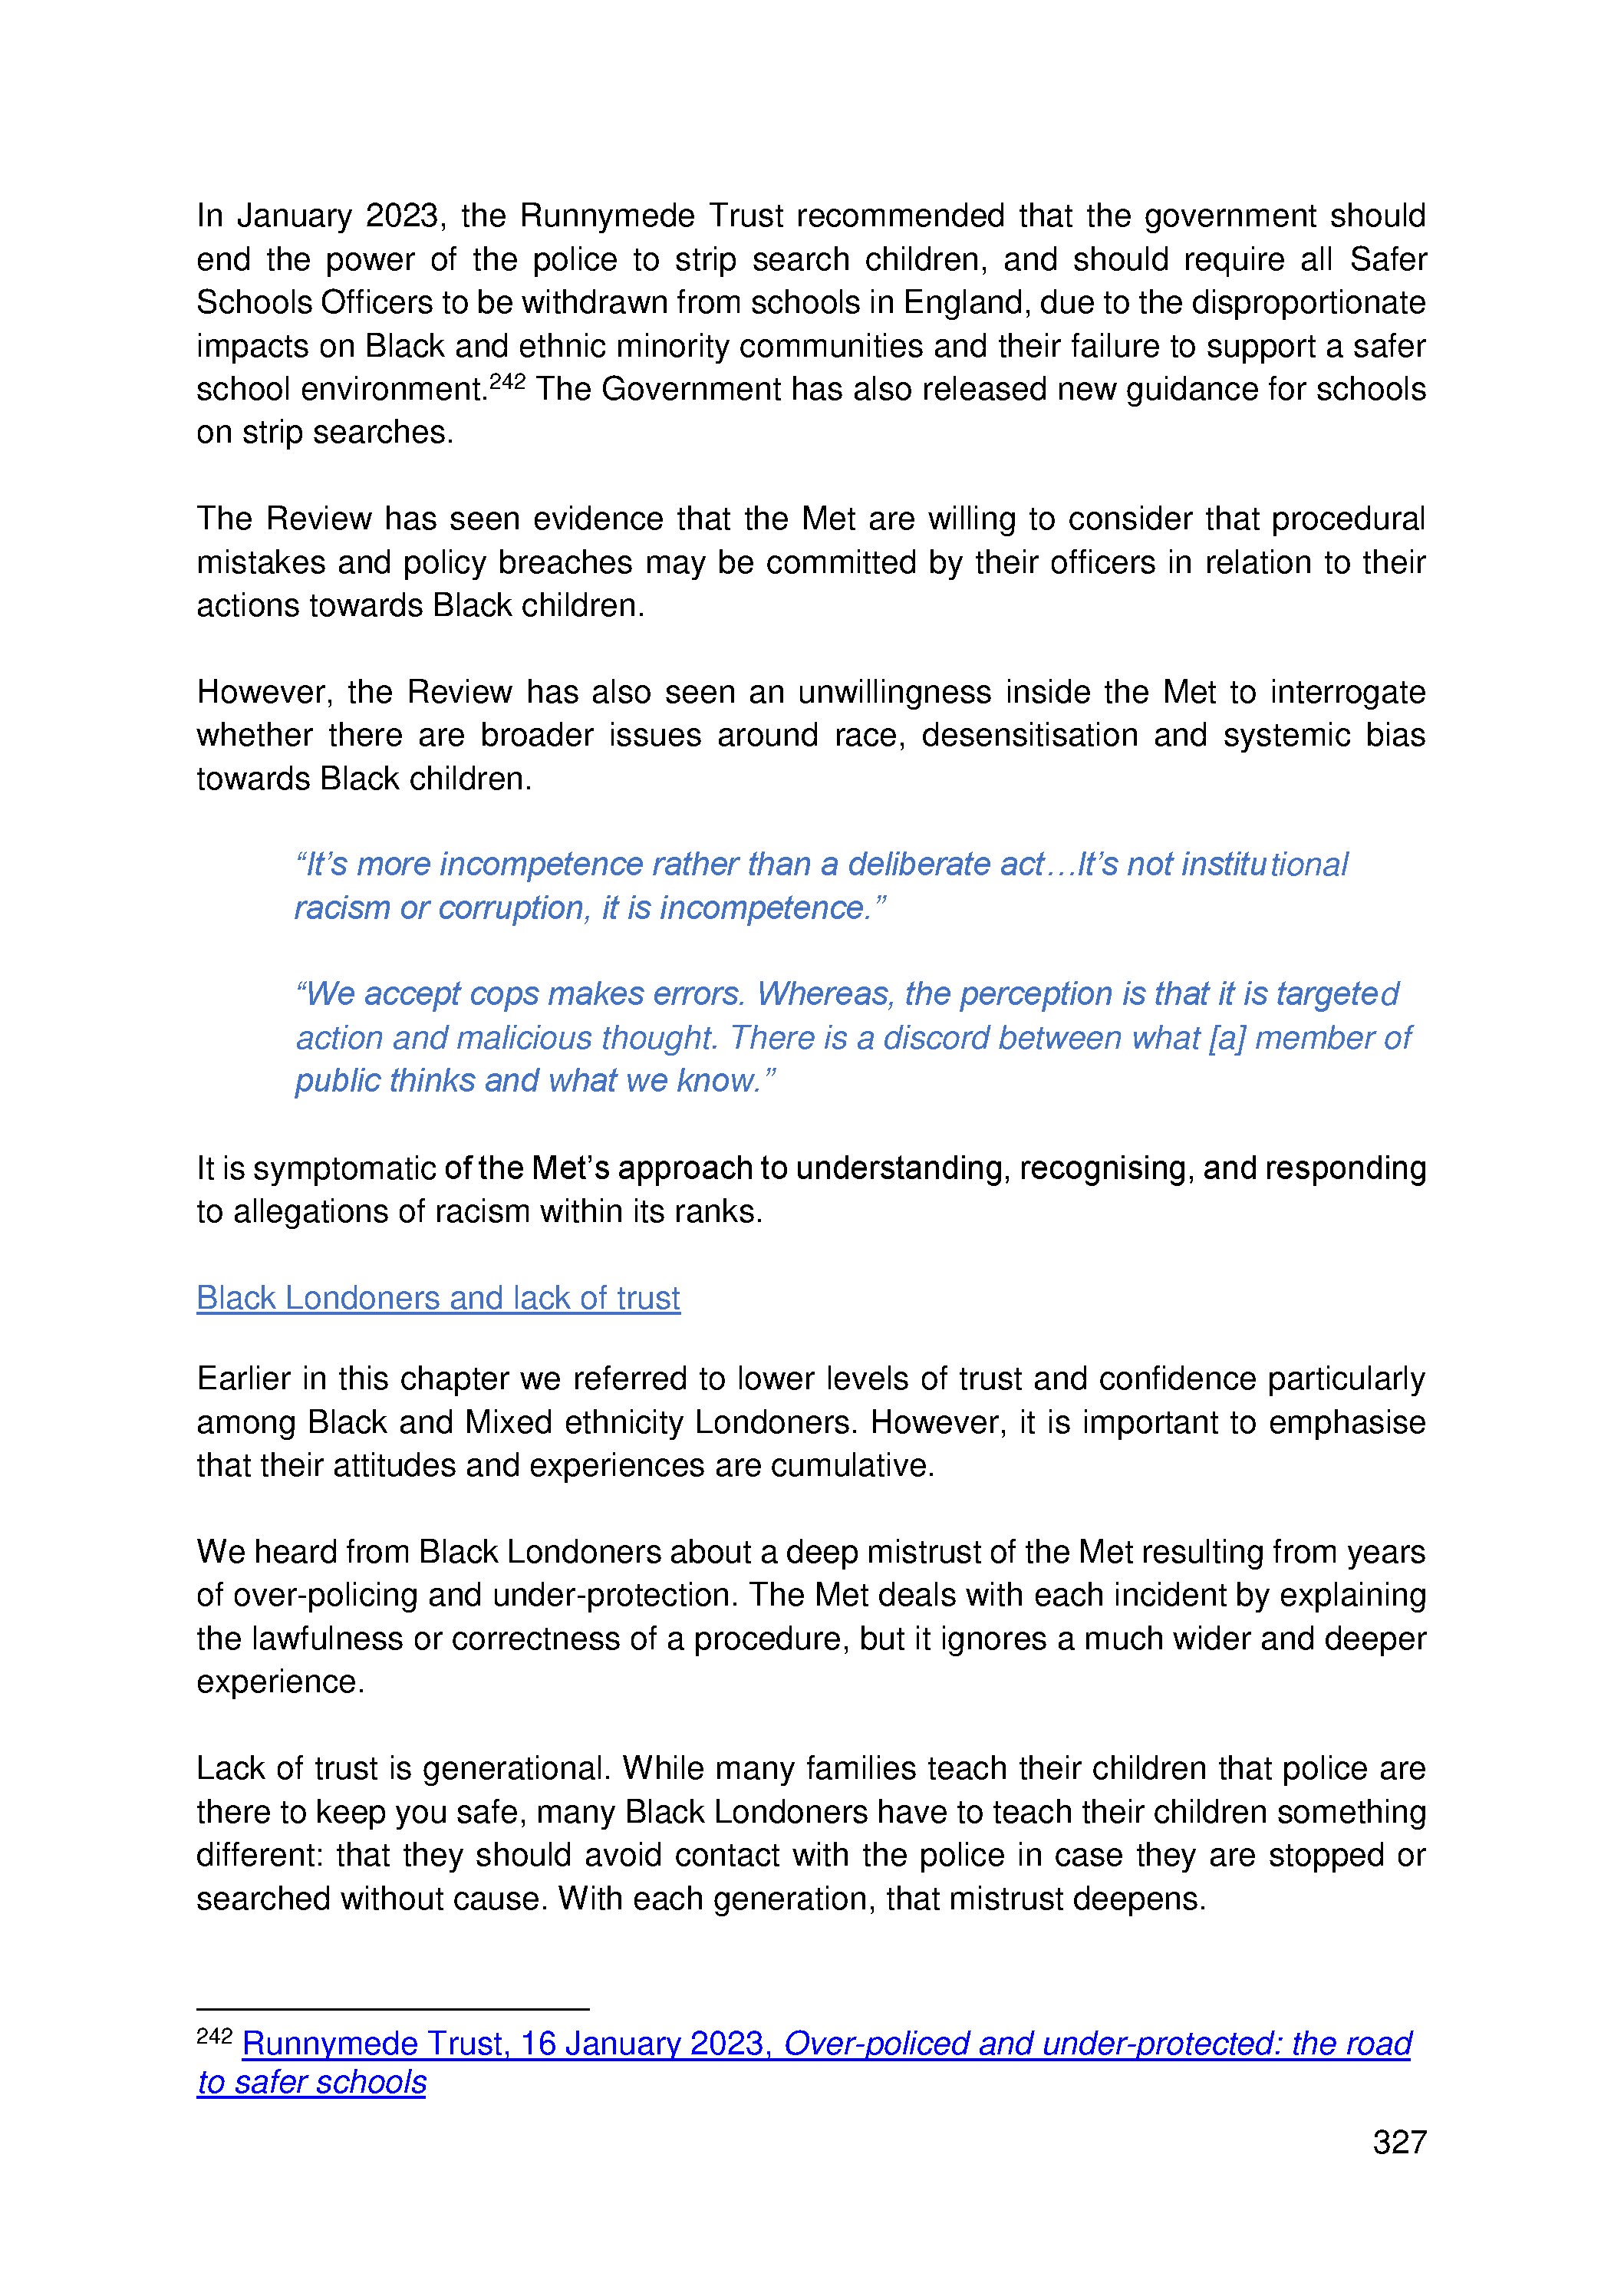 In January 2023, the Runnymede Trust recommended that the government should
end the power of the police to strip search children, and should require all Safer
Schools Officers to be withdrawn from schools in England, due to the disproportionate
impacts on Black and ethnic minority communities and their failure to support a safer
school environment.242 The Government has also released new guidance for schools
on strip searches.
The Review has seen evidence that the Met are willing to consider that procedural
mistakes and policy breaches may be committed by their officers in relation to their
actions towards Black children.
However, the Review has also seen an unwillingness inside the Met to interrogate
whether there are broader issues around race, desensitisation and systemic bias
towards Black children.
“It’s more incompetence rather than a deliberate act…It’s not institutional
racism or corruption, it is incompetence.”
“We accept cops makes errors. Whereas, the perception is that it is targeted
action and malicious thought. There is a discord between what [a] member of
public thinks and what we know.”
It is symptomatic of the Met’s approach to understanding, recognising, and responding
to allegations of racism within its ranks.
Black Londoners and lack of trust
Earlier in this chapter we referred to lower levels of trust and confidence particularly
among Black and Mixed ethnicity Londoners. However, it is important to emphasise
that their attitudes and experiences are cumulative.
We heard from Black Londoners about a deep mistrust of the Met resulting from years
of over-policing and under-protection. The Met deals with each incident by explaining
the lawfulness or correctness of a procedure, but it ignores a much wider and deeper
experience.
Lack of trust is generational. While many families teach their children that police are
there to keep you safe, many Black Londoners have to teach their children something
different: that they should avoid contact with the police in case they are stopped or
searched without cause. With each generation, that mistrust deepens.
242 Runnymede Trust, 16 January 2023, Over-policed and under-protected: the road
to safer schools
327